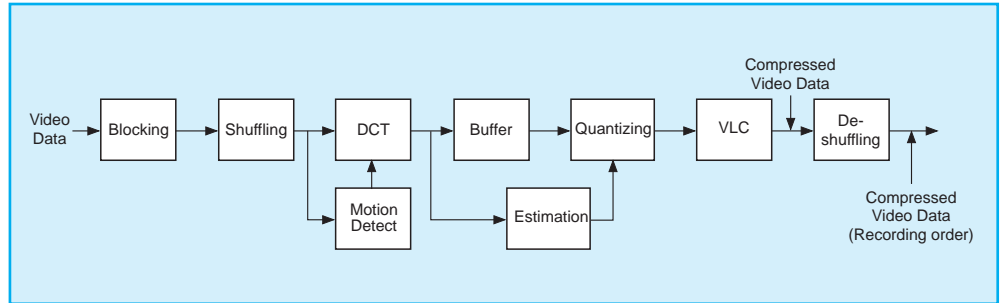 Video
Data
Blocking
Shuffling
DCT
Motion
Detect
Buffer
Estimation
Quantizing
VLC
Compressed
Video Data
De-
shuffling
Compressed
Video Data
(Recording order)